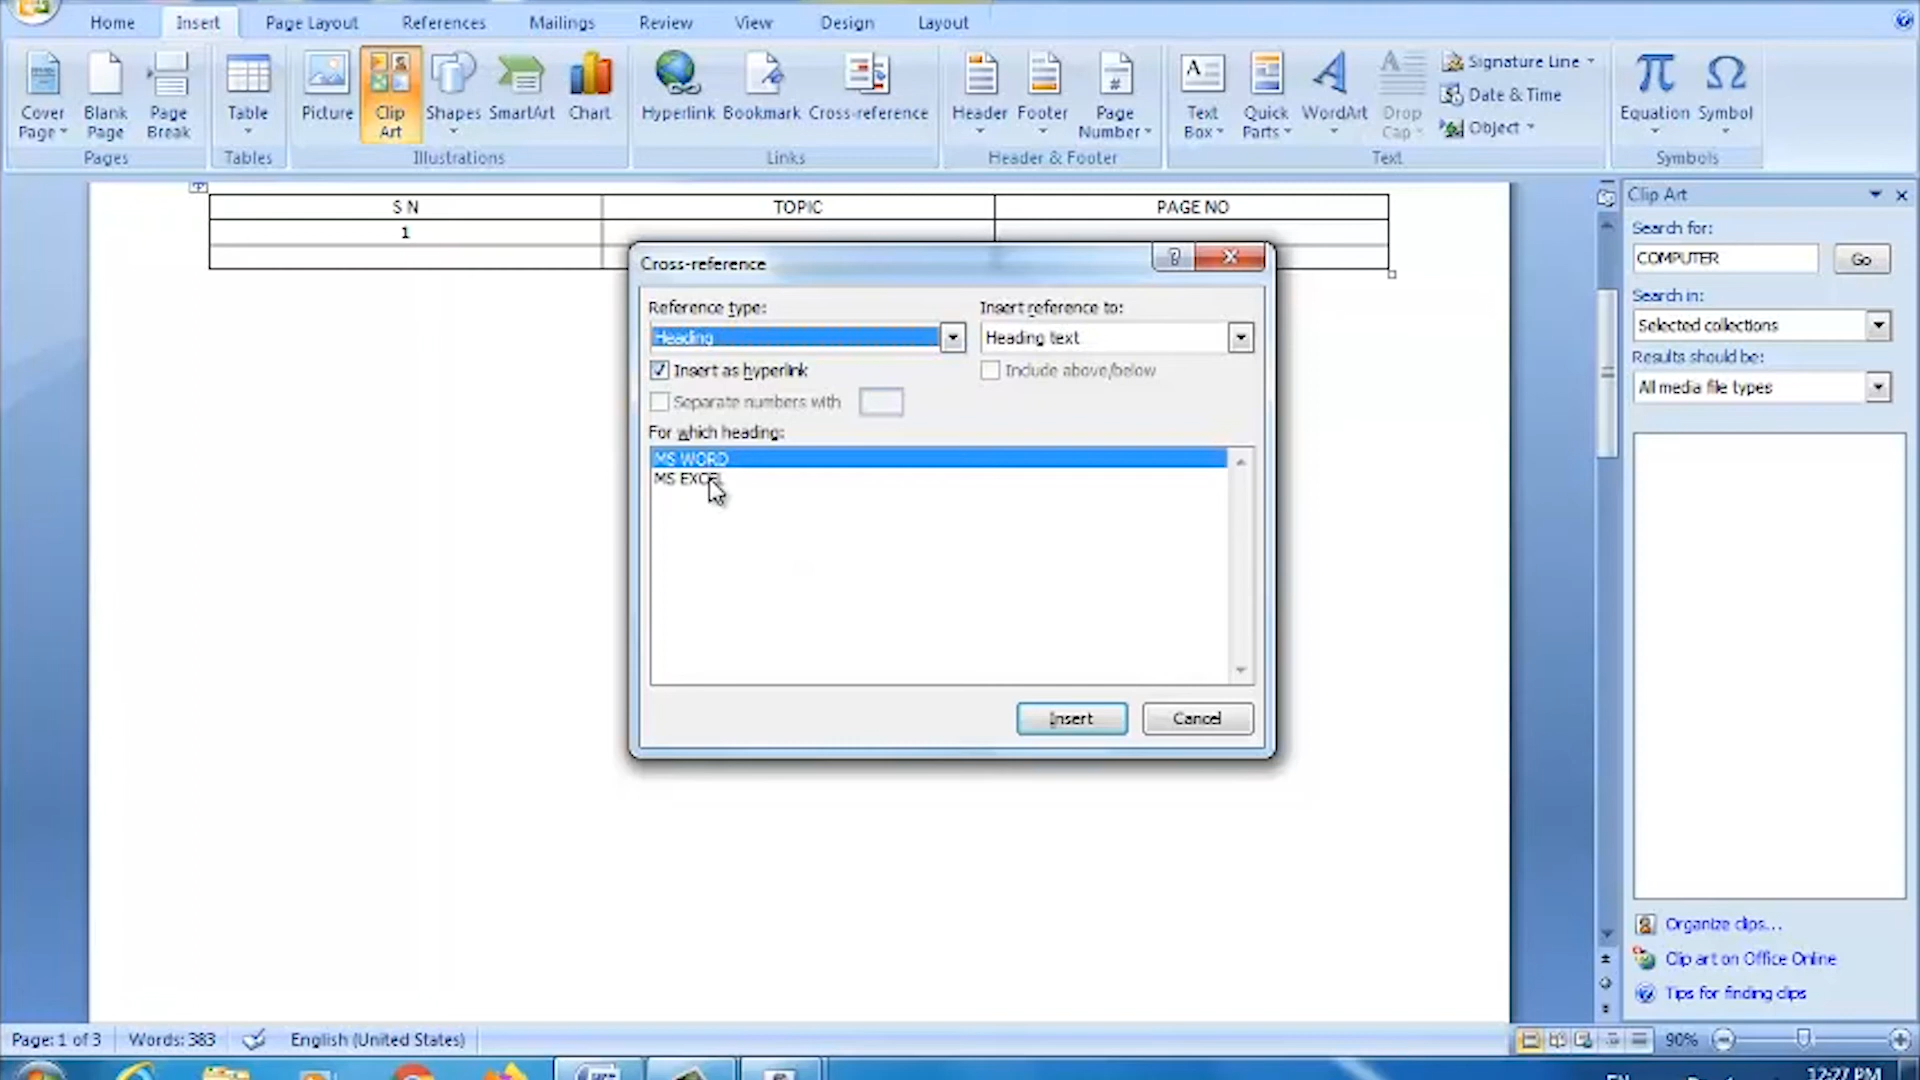 Home Insert Page Layout References Mailings Review View Design Layout
Cover Page Blank Page Page Break
Table
Picture Clip Art Shapes SmartArt Chart
Hyperlink Bookmark Cross-reference
Header Footer Page Number
Text Box Quick Parts WordArt Drop Cap
Signature Line
Date & Time
Object
Equation Symbol
Pages Tables Illustrations Links Header & Footer Text Symbols
S N TOPIC PAGE NO
1
Cross-reference
Reference type: Insert reference to:
Heading Heading text
Insert as hyperlink Include above/below
Separate numbers with
For which heading:
MS WORD
MS EXCEL
Insert Cancel
Clip Art
Search for:
COMPUTER Go
Search in:
Selected collections
Results should be:
All media file types
Organize clips...
Clip art on Office Online
Tips for finding clips
Page: 1 of 3 Words: 383 English (United States) 90%
12:27 PM